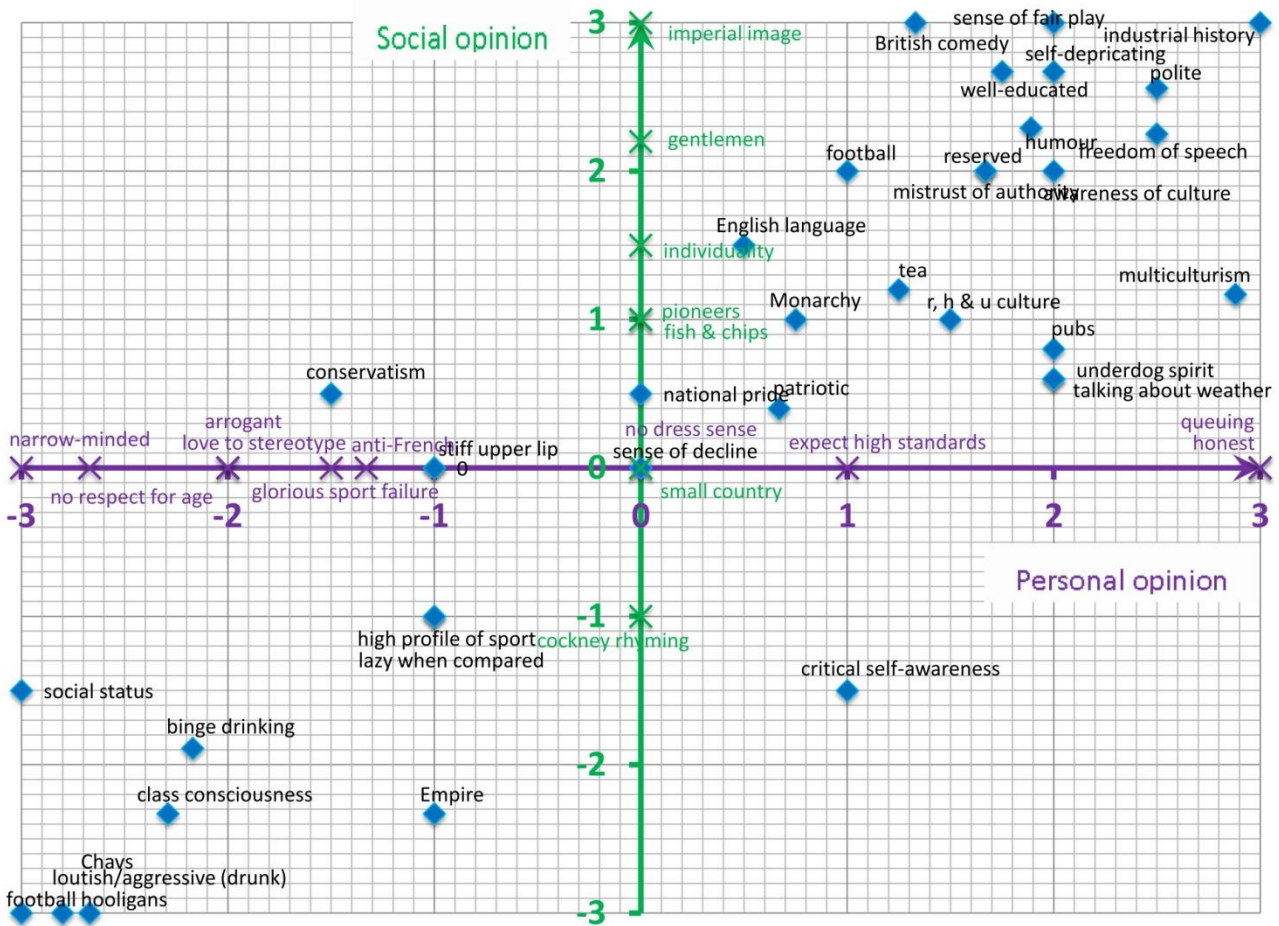 3
sense of fair play
Social opinion
imperial image
industrial history
British comedy
self-depricating
polite
well-educated
gentlemen
humour
football
reserved
freedom of speech
2
mistrust of authority
awareness of culture
English language
individuality
tea
multiculturism
Monarchy
r, h & u culture
pioneers
1
fish & chips
pubs
conservatism
underdog spirit
national pride
patriotic
talking about weather
arrogant
queuing
narrow-minded
love to stereotype
anti-French
stiff upper lip
no dress sense
expect high standards
honest
sense of decline
0
0
no respect for age
glorious sport failure
small country
-3
-2
-1
0
1
2
3
Personal opinion
-1
high profile of sport
cockney rhyming
lazy when compared
critical self-awareness
social status
binge drinking
-2
class consciousness
Empire
Chavs
loutish/aggressive (drunk)
football hooligans
-3